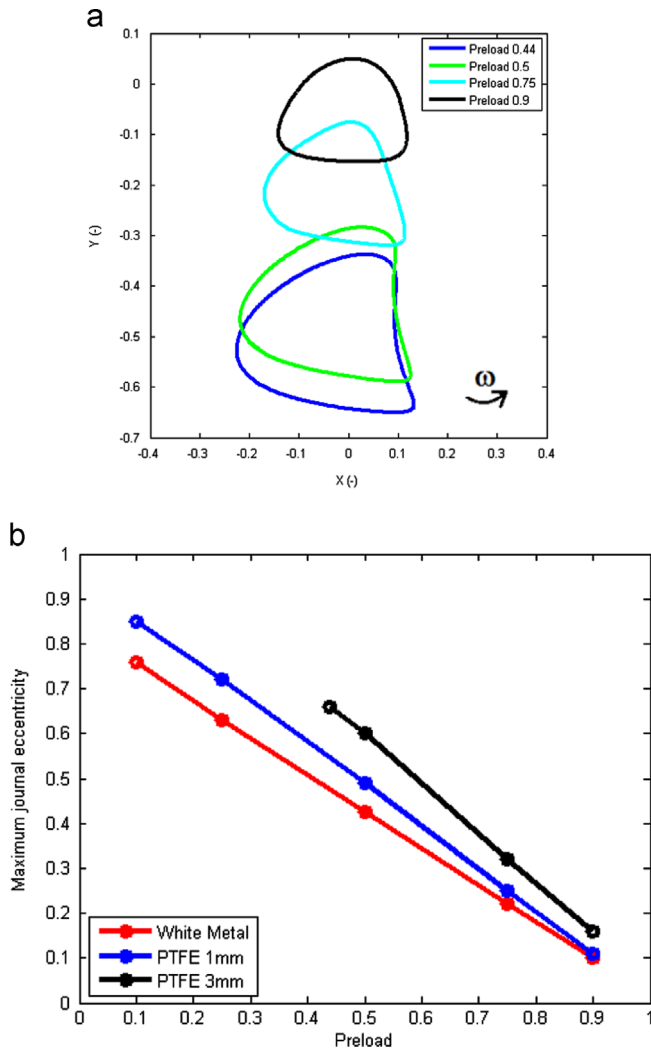 a
0.1
0
-0.1
-0.2
-0.3
-0.4
-0.5
-0.6
-0.7
Y (-)
-0.4 -0.3 -0.2 -0.1 0 0.1 0.2 0.3 0.4
X (-)
Preload 0.44
Preload 0.5
Preload 0.75
Preload 0.9
ω
b
1
0.9
0.8
0.7
0.6
0.5
0.4
0.3
0.2
0.1
0
Maximum journal eccentricity
0 0.1 0.2 0.3 0.4 0.5 0.6 0.7 0.8 0.9 1
Preload
White Metal
PTFE 1mm
PTFE 3mm